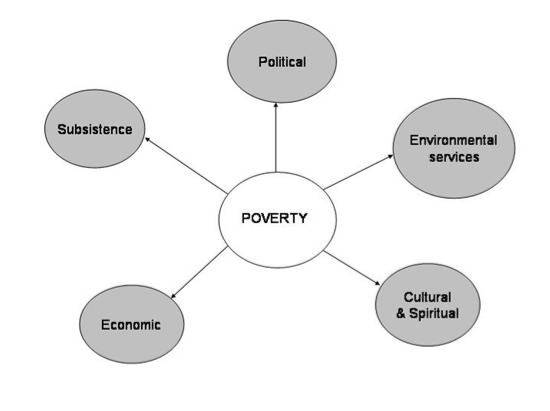 Political
Subsistence
Environmental
services
POVERTY
Cultural
& Spiritual
Economic